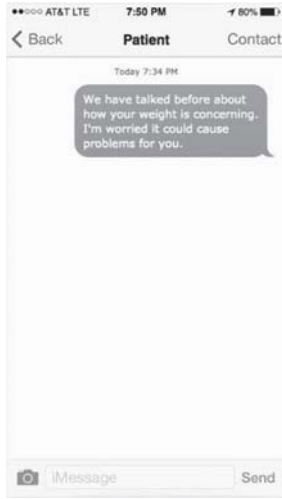 AT&T LTE 7:50 PM 80%
Back Patient Contact
Today 7:34 PM
We have talked before about
how your weight is concerning.
I'm worried it could cause
problems for you.
iMessage Send